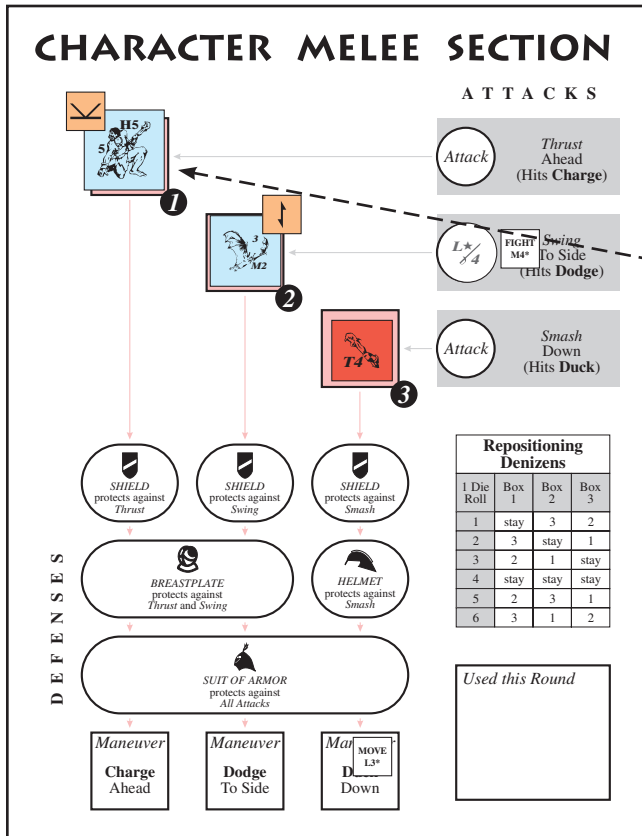 CHARACTER MELEE SECTION
ATTACKS
H5
5
1
Attack
Thrust
Ahead
(Hits Charge)
3
M2
2
L★/4
FIGHT
M4*
Swing
To Side
(Hits Dodge)
T4
3
Attack
Smash
Down
(Hits Duck)
DEFENSES
SHIELD
protects against
Thrust
SHIELD
protects against
Swing
SHIELD
protects against
Smash
BREASTPLATE
protects against
Thrust and Swing
HELMET
protects against
Smash
SUIT OF ARMOR
protects against
All Attacks
Maneuver
Charge
Ahead
Maneuver
Dodge
To Side
MOVE
L3*
Down
Repositioning
Denizens
1 Die Roll Box 1 Box 2 Box 3
1 stay 3 2
2 3 stay 1
3 2 1 stay
4 stay stay stay
5 2 3 1
6 3 1 2
Used this Round